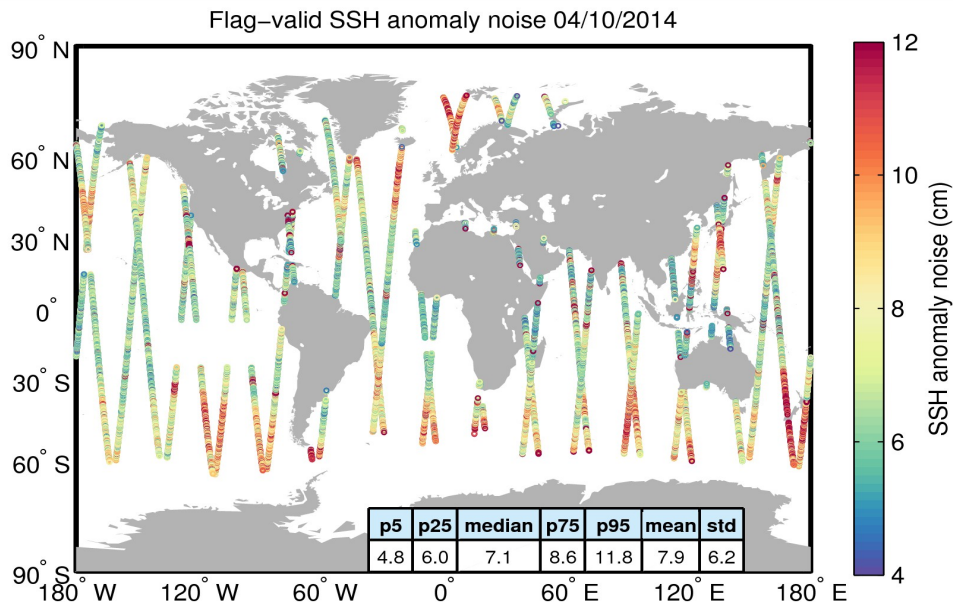 Flag−valid SSH anomaly noise 04/10/2014
90° N
60° N
30° N
0°
30° S
60° S
90° S
180° W
120° W
60° W
0°
60° E
120° E
180° E
p5 p25 median p75 p95 mean std
4.8 6.0 7.1 8.6 11.8 7.9 6.2
12
10
8
6
4
SSH anomaly noise (cm)